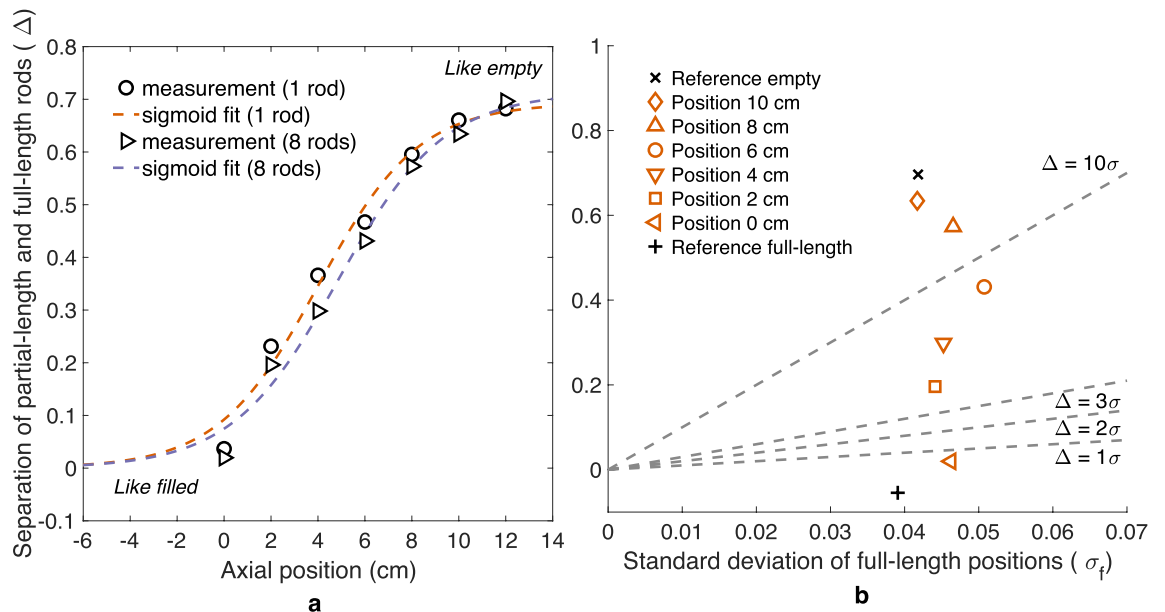 Separation of partial-length and full-length rods ( Δ)
0.8
0.7
0.6
0.5
0.4
0.3
0.2
0.1
0
-0.1
measurement (1 rod)
sigmoid fit (1 rod)
measurement (8 rods)
sigmoid fit (8 rods)
Like empty
Like filled
-6 -4 -2 0 2 4 6 8 10 12 14
Axial position (cm)
a
1
0.8
0.6
0.4
0.2
0
Reference empty
Position 10 cm
Position 8 cm
Position 6 cm
Position 4 cm
Position 2 cm
Position 0 cm
Reference full-length
Δ = 10σ
Δ = 3σ
Δ = 2σ
Δ = 1σ
0 0.01 0.02 0.03 0.04 0.05 0.06 0.07
Standard deviation of full-length positions ( σf)
b